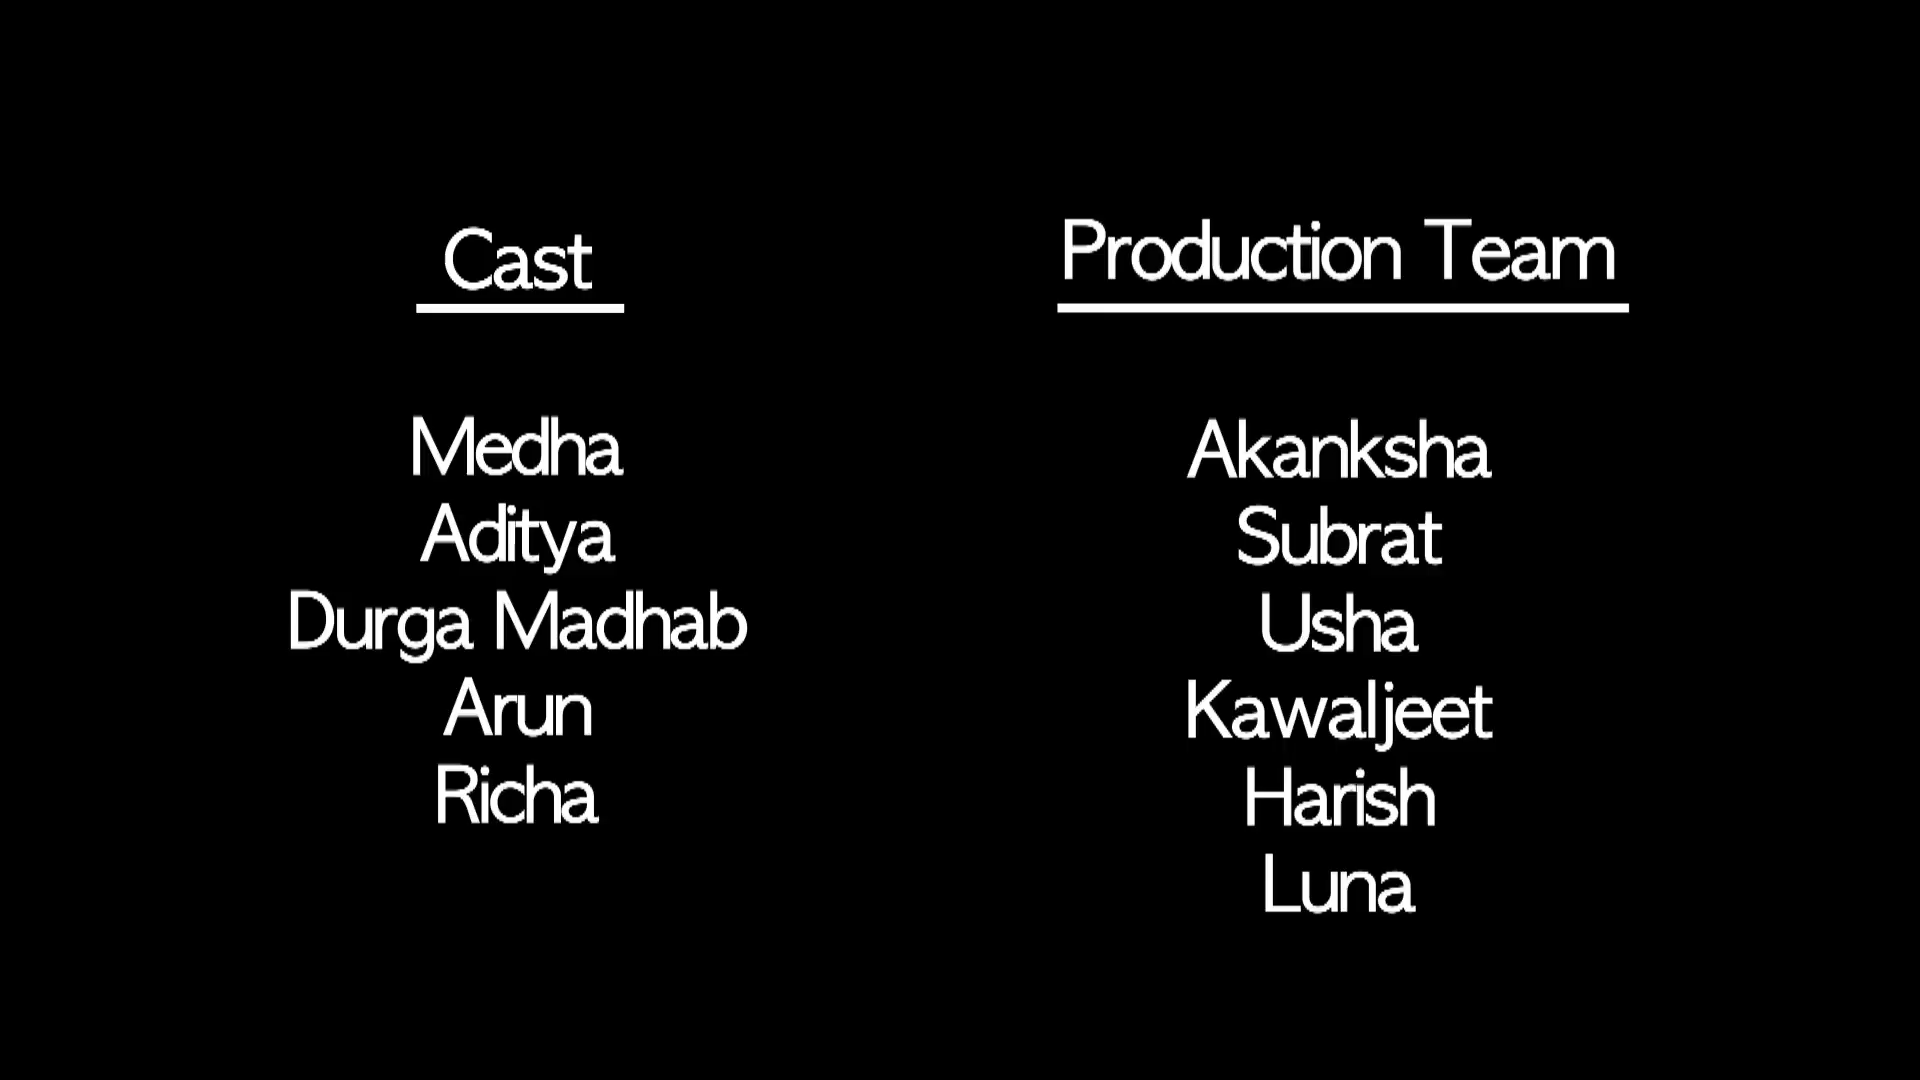 Cast
Medha
Aditya
Durga Madhab
Arun
Richa
Production Team
Akanksha
Subrat
Usha
Kawaljeet
Harish
Luna